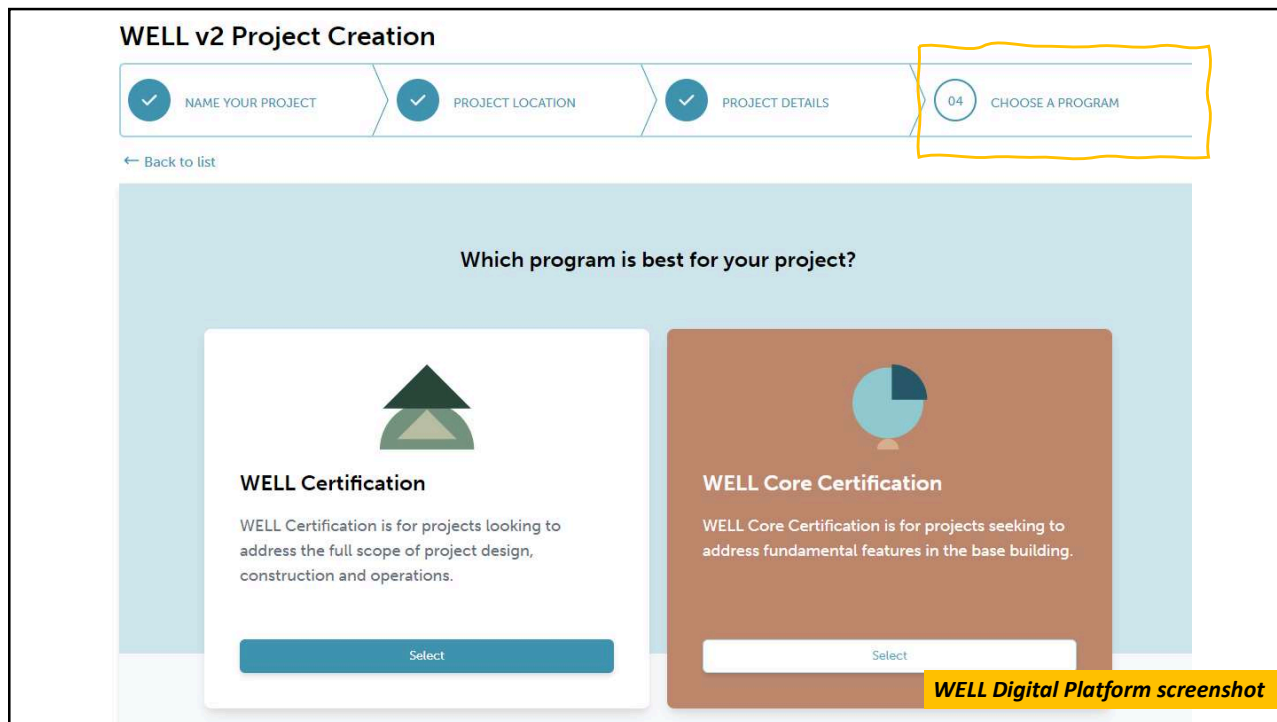 WELL v2 Project Creation
NAME YOUR PROJECT
PROJECT LOCATION
PROJECT DETAILS
04 CHOOSE A PROGRAM
← Back to list
Which program is best for your project?
WELL Certification
WELL Certification is for projects looking to
address the full scope of project design,
construction and operations.
Select
WELL Core Certification
WELL Core Certification is for projects seeking to
address fundamental features in the base building.
Select
WELL Digital Platform screenshot